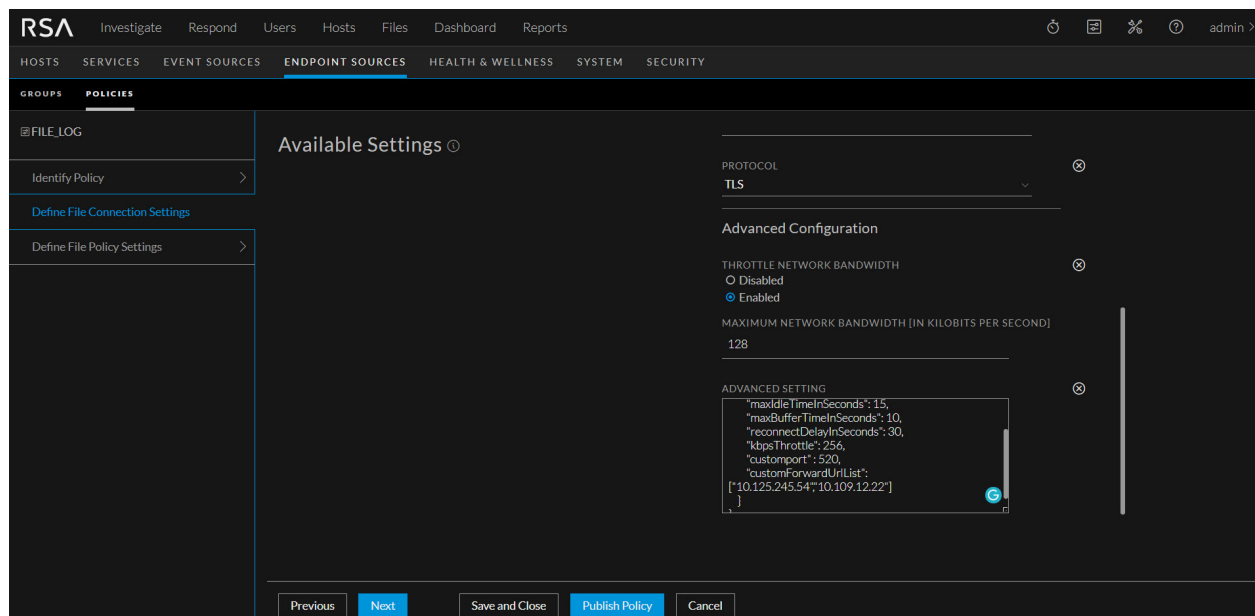 RSA Investigate Respond Users Hosts Files Dashboard Reports admin >
HOSTS SERVICES EVENT SOURCES ENDPOINT SOURCES HEALTH & WELLNESS SYSTEM SECURITY
GROUPS POLICIES
FILE_LOG
Identify Policy
Define File Connection Settings
Define File Policy Settings
Available Settings
PROTOCOL
TLS
Advanced Configuration
THROTTLE NETWORK BANDWIDTH
Disabled
Enabled
MAXIMUM NETWORK BANDWIDTH [IN KILOBITS PER SECOND]
128
ADVANCED SETTING
"maxIdleTimeInSeconds": 15,
"maxBufferTimeInSeconds": 10,
"reconnectDelayInSeconds": 30,
"kbpsThrottle": 256,
"customport" : 520,
"customForwardUrlList":
["10.125.245.54","10.109.12.22"]
]
Previous Next Save and Close Publish Policy Cancel